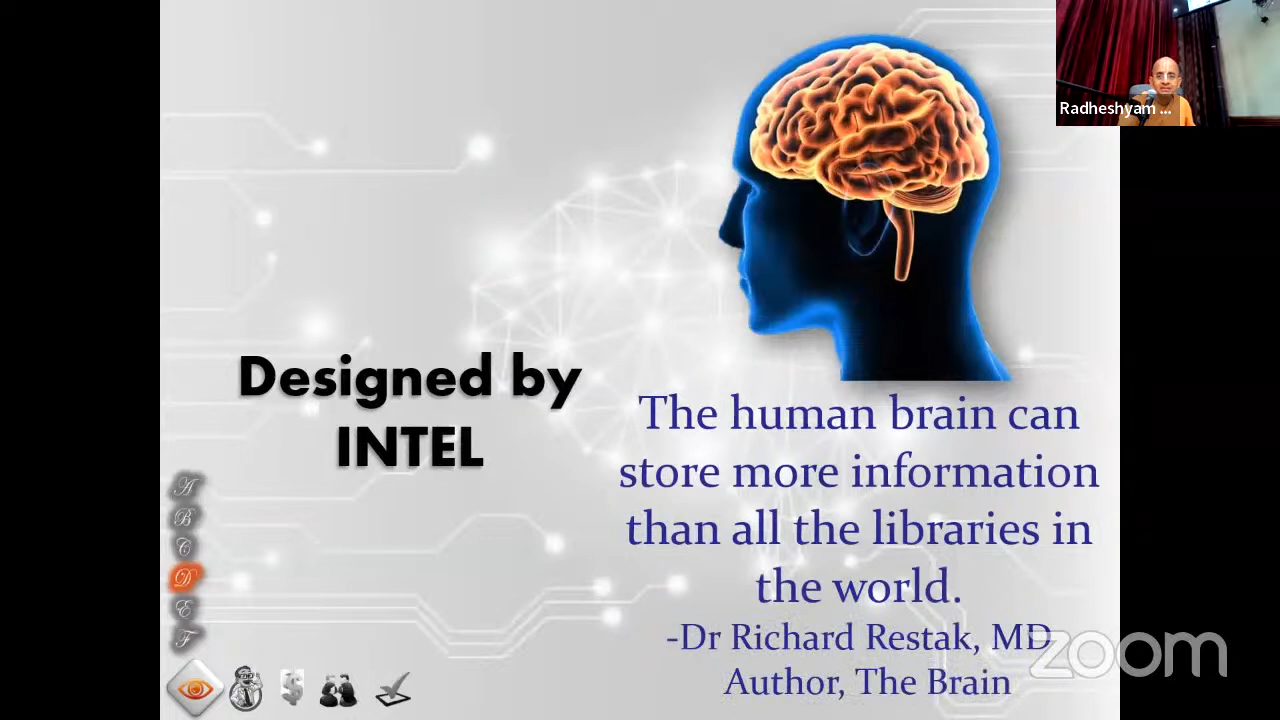 Radheshyam ...
Designed by
INTEL
The human brain can
store more information
than all the libraries in
the world.
-Dr Richard Restak, MD
Author, The Brain
A
B
C
D
E
F
zoom